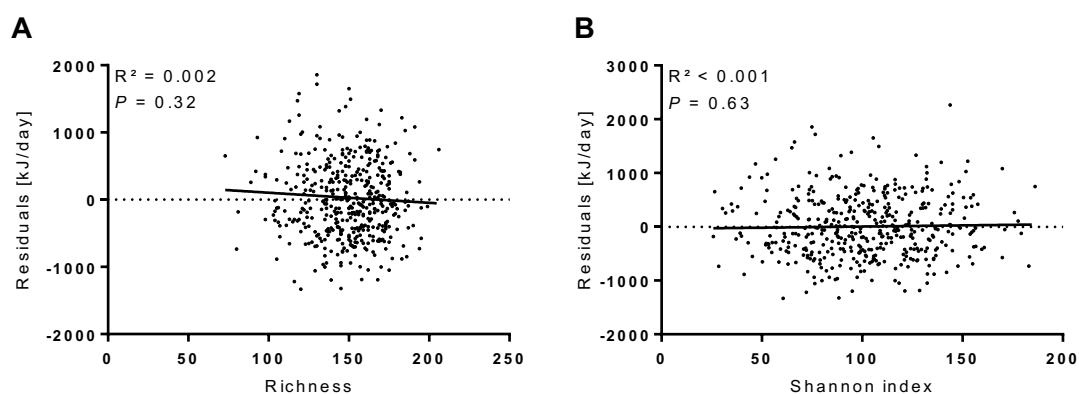 A
R² = 0.002
P = 0.32
Residuals [kJ/day]
2000
1000
0
-1000
-2000
0 50 100 150 200 250
Richness
B
R² < 0.001
P = 0.63
Residuals [kJ/day]
3000
2000
1000
0
-1000
-2000
0 50 100 150 200
Shannon index